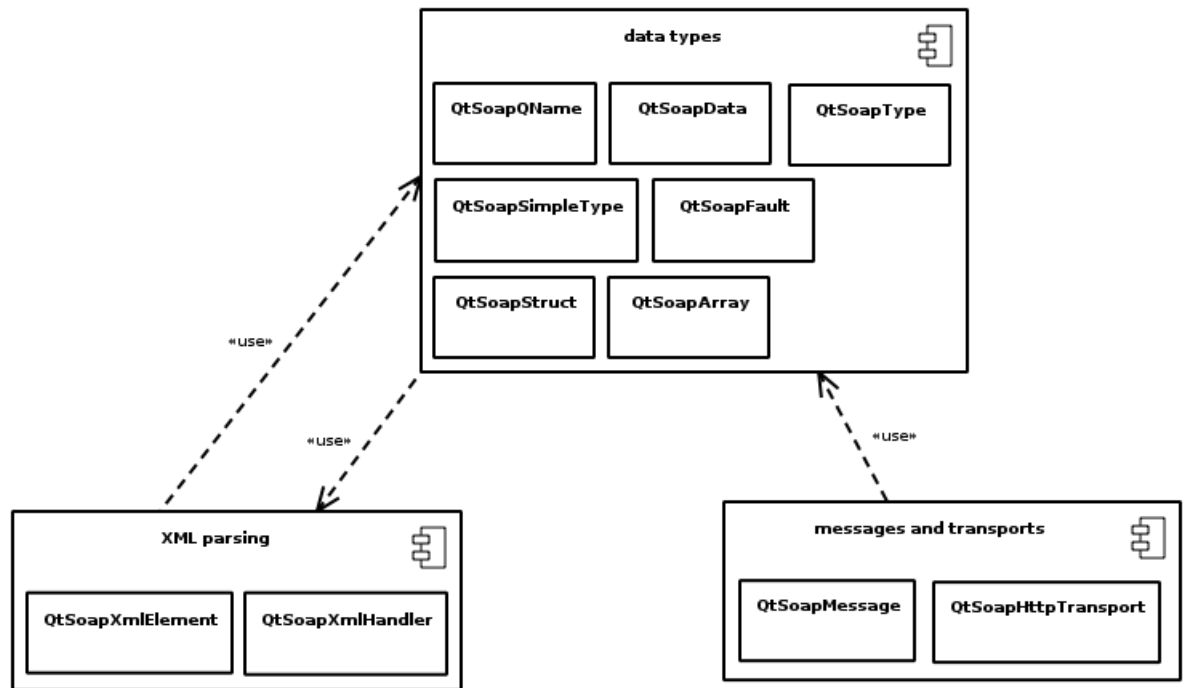 data types
QtSoapQName
QtSoapData
QtSoapType
QtSoapSimpleType
QtSoapFault
QtSoapStruct
QtSoapArray
«use»
«use»
«use»
XML parsing
QtSoapXmlElement
QtSoapXmlHandler
messages and transports
QtSoapMessage
QtSoapHttpTransport